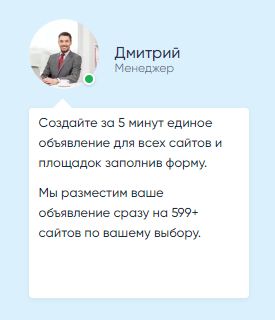 Дмитрий
Менеджер
Создайте за 5 минут единое
объявление для всех сайтов и
площадок заполнив форму.
Мы разместим ваше
объявление сразу на 599+
сайтов по вашему выбору.